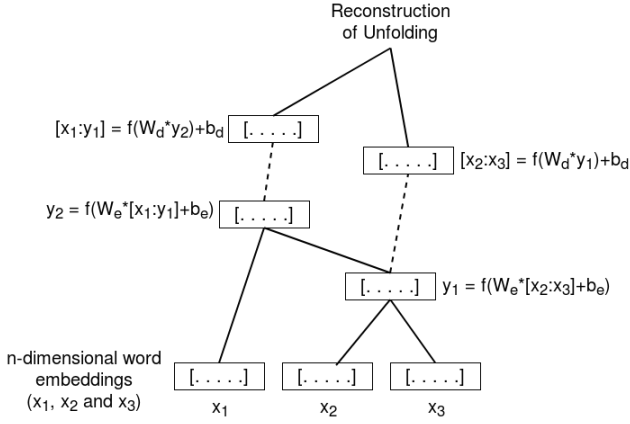 Reconstruction
of Unfolding
[x1:y1] = f(Wd*y2)+bd
[. . . . .]
[. . . . .]
[x2:x3] = f(Wd*y1)+bd
y2 = f(We*[x1:y1]+be)
[. . . . .]
[. . . . .]
y1 = f(We*[x2:x3]+be)
n-dimensional word
embeddings
(x1, x2 and x3)
[. . . . .]
[. . . . .]
[. . . . .]
x1
x2
x3